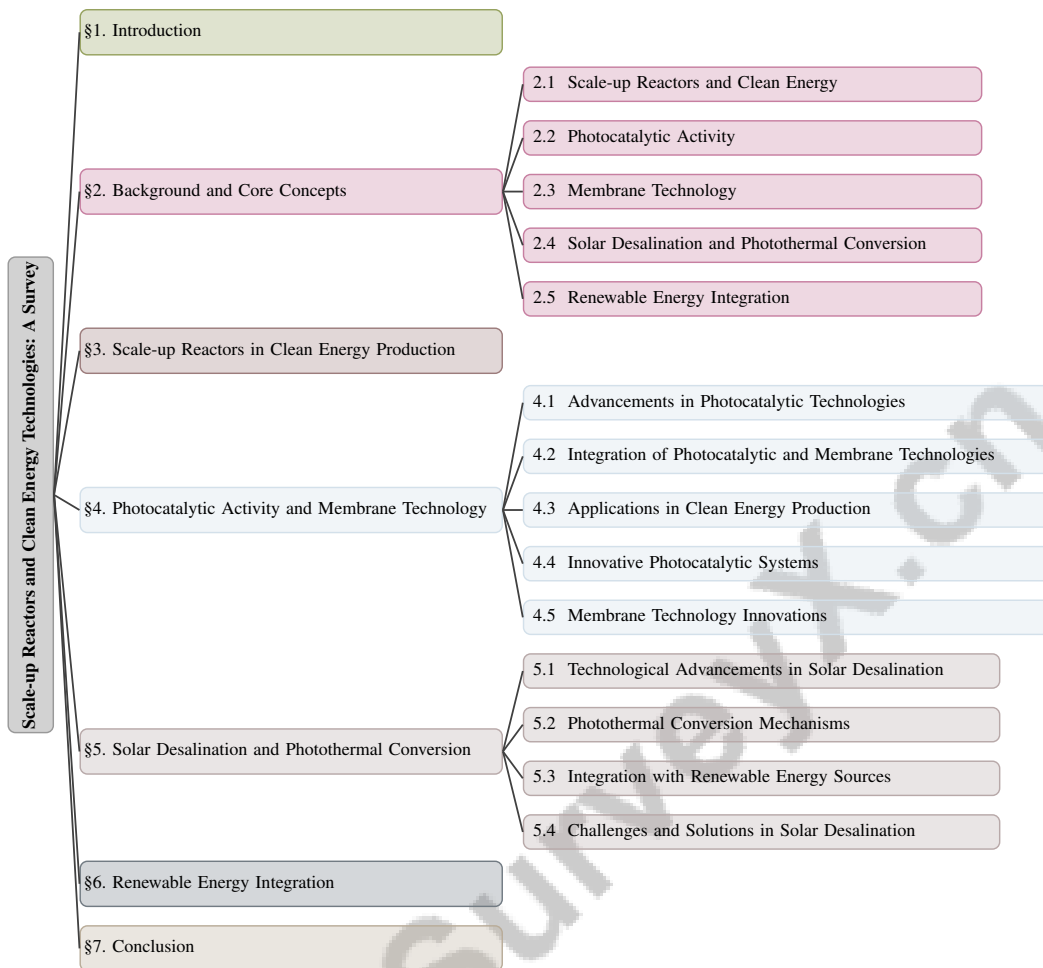 Scale-up Reactors and Clean Energy Technologies: A Survey
§1. Introduction
§2. Background and Core Concepts
2.1 Scale-up Reactors and Clean Energy
2.2 Photocatalytic Activity
2.3 Membrane Technology
2.4 Solar Desalination and Photothermal Conversion
2.5 Renewable Energy Integration
§3. Scale-up Reactors in Clean Energy Production
§4. Photocatalytic Activity and Membrane Technology
4.1 Advancements in Photocatalytic Technologies
4.2 Integration of Photocatalytic and Membrane Technologies
4.3 Applications in Clean Energy Production
4.4 Innovative Photocatalytic Systems
4.5 Membrane Technology Innovations
§5. Solar Desalination and Photothermal Conversion
5.1 Technological Advancements in Solar Desalination
5.2 Photothermal Conversion Mechanisms
5.3 Integration with Renewable Energy Sources
5.4 Challenges and Solutions in Solar Desalination
§6. Renewable Energy Integration
§7. Conclusion
SurveyX.cn